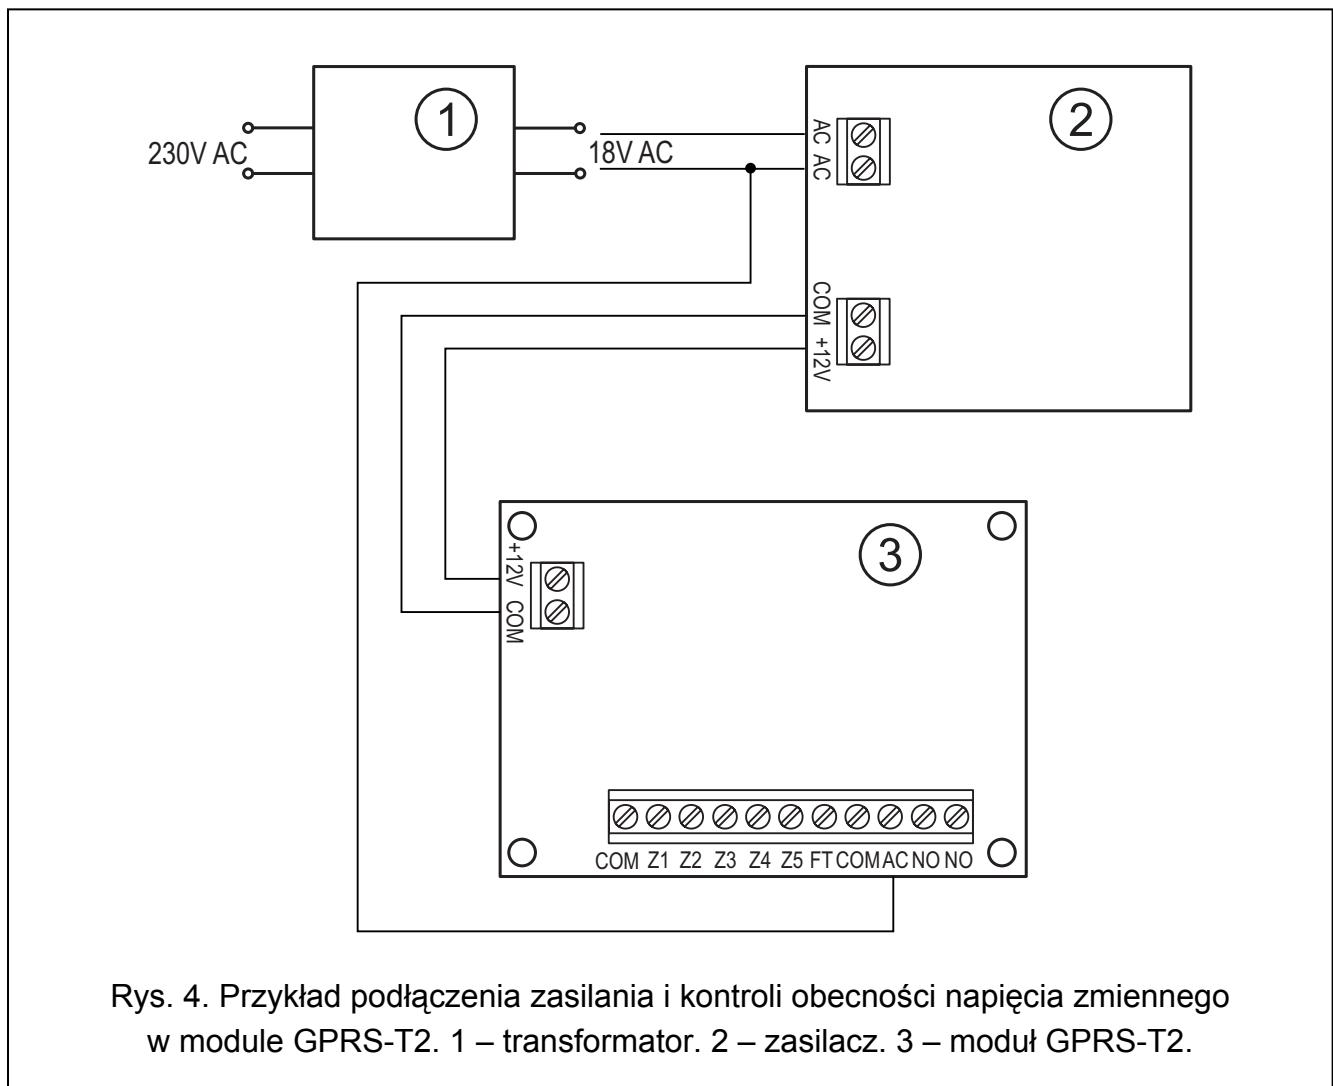 230V AC
1
18V AC
AC AC
2
COM +12V
+12V COM
3
COM Z1 Z2 Z3 Z4 Z5 FT COM AC NO NO
Rys. 4. Przykład podłączenia zasilania i kontroli obecności napięcia zmiennego
w module GPRS-T2. 1 – transformator. 2 – zasilacz. 3 – moduł GPRS-T2.